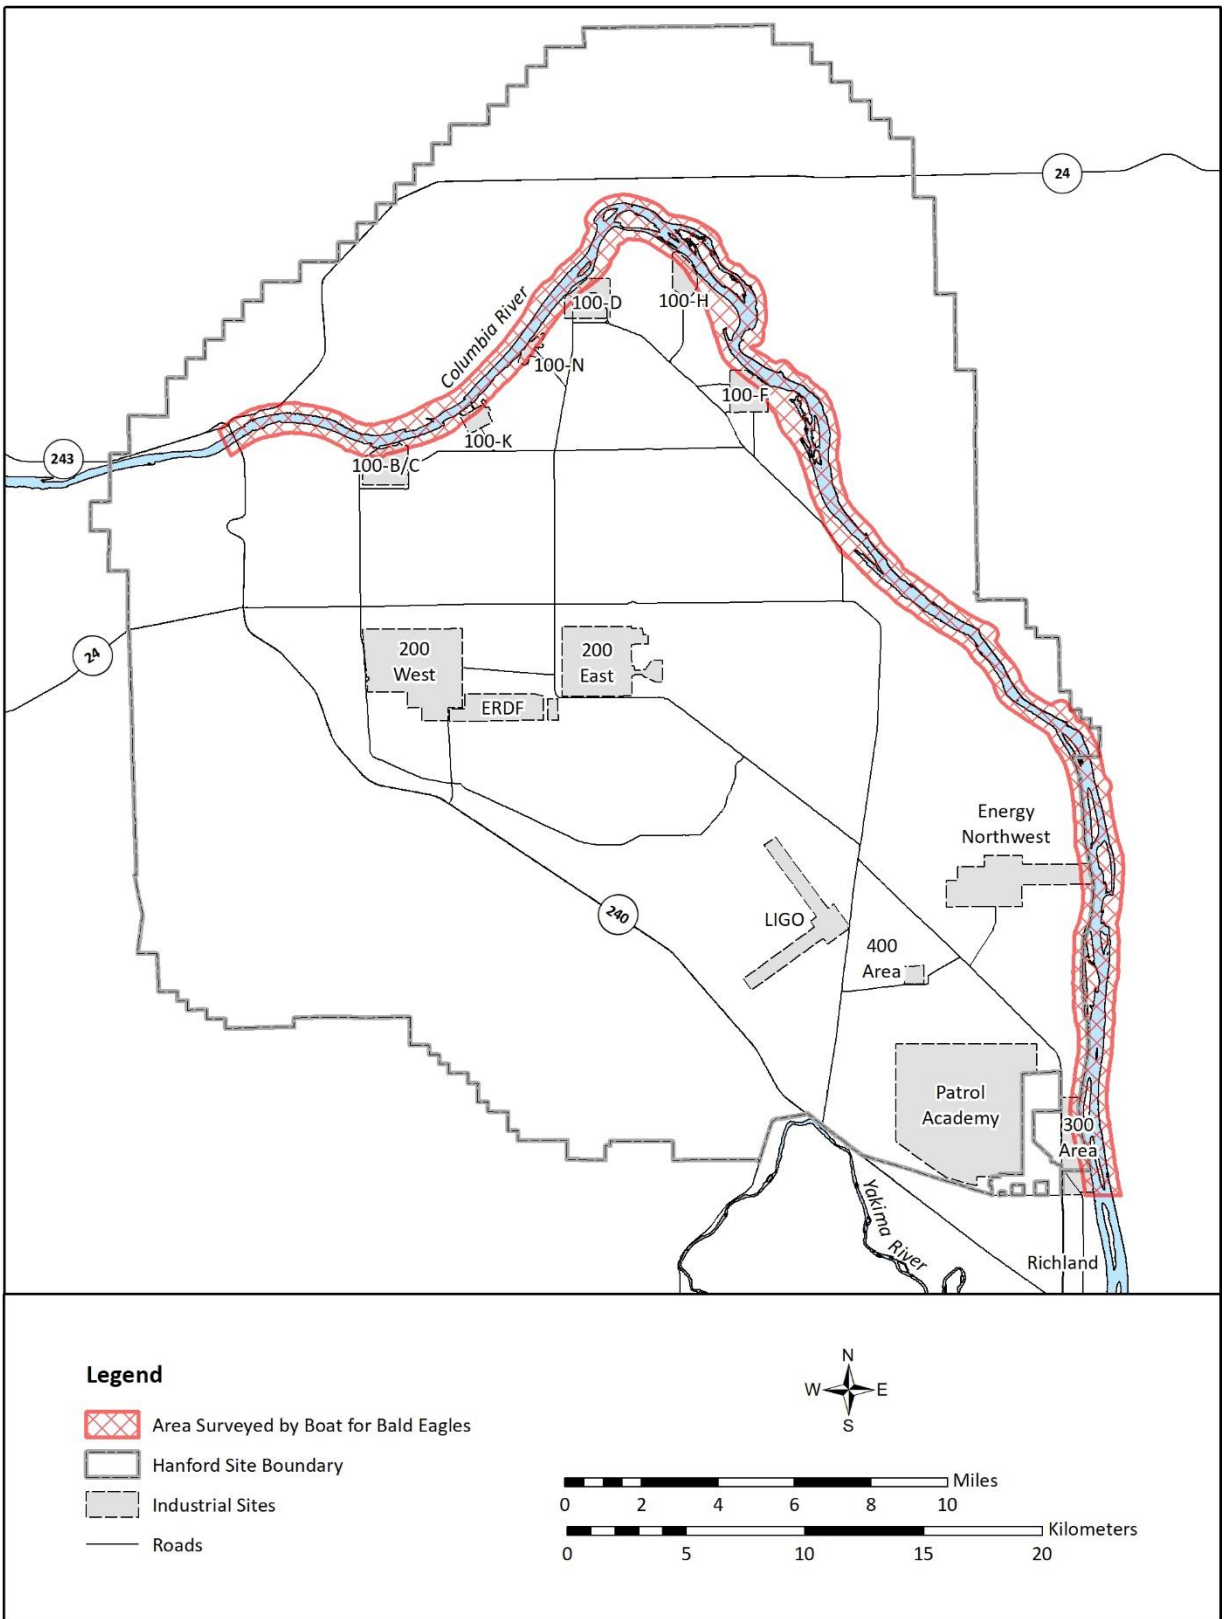 24
Columbia River
100-D
100-H
100-N
100-F
100-K
243
100-B/C
24
200
West
200
East
ERDF
Energy
Northwest
240
LIGO
400
Area
Patrol
Academy
300
Area
Yakima River
Richland
Legend
Area Surveyed by Boat for Bald Eagles
Hanford Site Boundary
Industrial Sites
Roads
N
W E
S
Miles
0 2 4 6 8 10
Kilometers
0 5 10 15 20